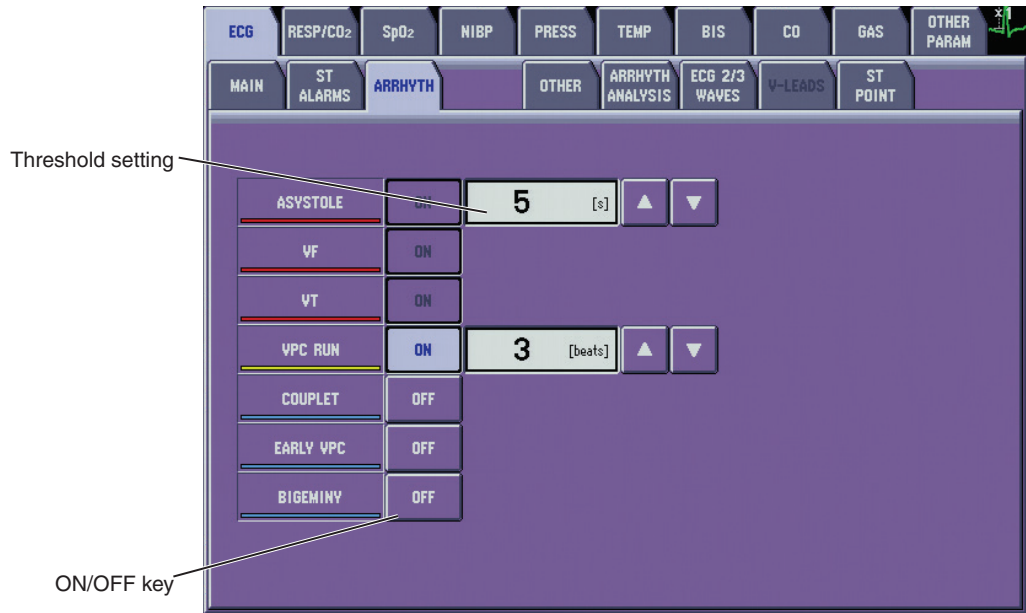 ECG RESP/CO2 SpO2 NIBP PRESS TEMP BIS CO GAS OTHER PARAM
MAIN ST ALARMS ARRHYTH OTHER ARRHYTH ANALYSIS ECG 2/3 WAVES V-LEADS ST POINT
Threshold setting
ASYSTOLE ON 5 [s] ▲ ▼
VF ON
VT ON
VPC RUN ON 3 [beats] ▲ ▼
COUPLET OFF
EARLY VPC OFF
BIGEMINY OFF
ON/OFF key